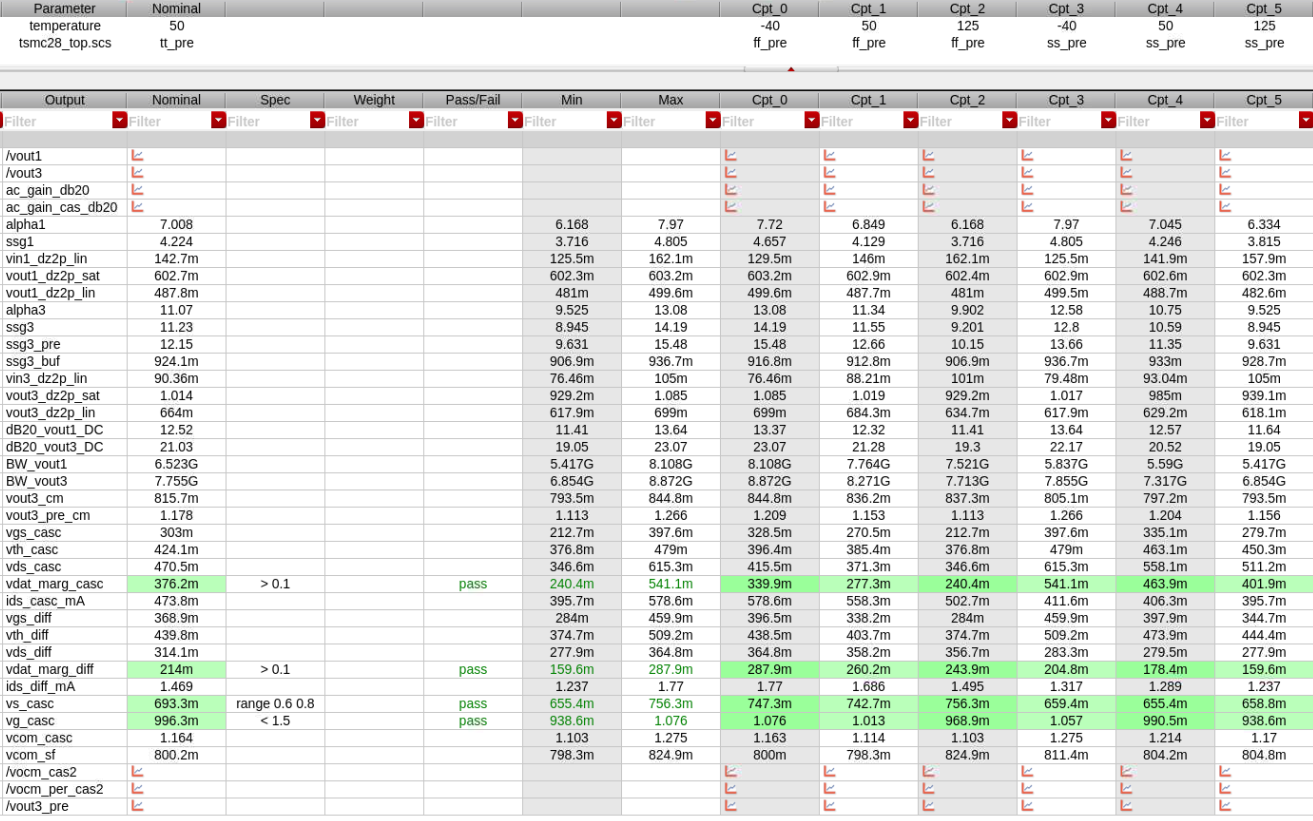 Parameter Nominal Cpt_0 Cpt_1 Cpt_2 Cpt_3 Cpt_4 Cpt_5
temperature 50 -40 50 125 -40 50 125
tsmc28_top.scs tt_pre ff_pre ff_pre ff_pre ss_pre ss_pre ss_pre
Output Nominal Spec Weight Pass/Fail Min Max Cpt_0 Cpt_1 Cpt_2 Cpt_3 Cpt_4 Cpt_5
Filter Filter Filter Filter Filter Filter Filter Filter Filter Filter Filter Filter Filter
/vout1
/vout3
ac_gain_db20
ac_gain_cas_db20
alpha1 7.008 6.168 7.97 7.72 6.849 6.168 7.97 7.045 6.334
ssg1 4.224 3.716 4.805 4.657 4.129 3.716 4.805 4.246 3.815
vin1_dz2p_lin 142.7m 125.5m 162.1m 129.5m 146m 162.1m 125.5m 141.9m 157.9m
vout1_dz2p_sat 602.7m 602.3m 603.2m 603.2m 602.9m 602.4m 602.9m 602.6m 602.3m
vout1_dz2p_lin 487.8m 481m 499.6m 499.6m 487.7m 481m 499.5m 488.7m 482.6m
alpha3 11.07 9.525 13.08 13.08 11.34 9.902 12.58 10.75 9.525
ssg3 11.23 8.945 14.19 14.19 11.55 9.201 12.8 10.59 8.945
ssg3_pre 12.15 9.631 15.48 15.48 12.66 10.15 13.66 11.35 9.631
ssg3_buf 924.1m 906.9m 936.7m 916.8m 912.8m 906.9m 936.7m 933m 928.7m
vin3_dz2p_lin 90.36m 76.46m 105m 76.46m 88.21m 101m 79.48m 93.04m 105m
vout3_dz2p_sat 1.014 929.2m 1.085 1.085 1.019 929.2m 1.017 985m 939.1m
vout3_dz2p_lin 664m 617.9m 699m 699m 684.3m 634.7m 617.9m 629.2m 618.1m
dB20_vout1_DC 12.52 11.41 13.64 13.37 12.32 11.41 13.64 12.57 11.64
dB20_vout3_DC 21.03 19.05 23.07 23.07 21.28 19.3 22.17 20.52 19.05
BW_vout1 6.523G 5.417G 8.108G 8.108G 7.764G 7.521G 5.837G 5.59G 5.417G
BW_vout3 7.755G 6.854G 8.872G 8.872G 8.271G 7.713G 7.855G 7.317G 6.854G
vout3_cm 815.7m 793.5m 844.8m 844.8m 836.2m 837.3m 805.1m 797.2m 793.5m
vout3_pre_cm 1.178 1.113 1.266 1.209 1.153 1.113 1.266 1.204 1.156
vgs_casc 303m 212.7m 397.6m 328.5m 270.5m 212.7m 397.6m 335.1m 279.7m
vth_casc 424.1m 376.8m 479m 396.4m 385.4m 376.8m 479m 463.1m 450.3m
vds_casc 470.5m 346.6m 615.3m 415.5m 371.3m 346.6m 615.3m 558.1m 511.2m
vdat_marg_casc 376.2m > 0.1 pass 240.4m 541.1m 339.9m 277.3m 240.4m 541.1m 463.9m 401.9m
ids_casc_mA 473.8m 395.7m 578.6m 578.6m 558.3m 502.7m 411.6m 406.3m 395.7m
vgs_diff 368.9m 284m 459.9m 396.5m 338.2m 284m 459.9m 397.9m 344.7m
vth_diff 439.8m 374.7m 509.2m 438.5m 403.7m 374.7m 509.2m 473.9m 444.4m
vds_diff 314.1m 277.9m 364.8m 364.8m 358.2m 356.7m 283.3m 279.5m 277.9m
vdat_marg_diff 214m > 0.1 pass 159.6m 287.9m 287.9m 260.2m 243.9m 204.8m 178.4m 159.6m
ids_diff_mA 1.469 1.237 1.77 1.77 1.686 1.495 1.317 1.289 1.237
vs_casc 693.3m range 0.6 0.8 pass 655.4m 756.3m 747.3m 742.7m 756.3m 659.4m 655.4m 658.8m
vg_casc 996.3m < 1.5 pass 938.6m 1.076 1.076 1.013 968.9m 1.057 990.5m 938.6m
vcom_casc 1.164 1.103 1.275 1.163 1.114 1.103 1.275 1.214 1.17
vcom_sf 800.2m 798.3m 824.9m 800m 798.3m 824.9m 811.4m 804.2m 804.8m
/vocm_cas2
/vocm_per_cas2
/vout3_pre